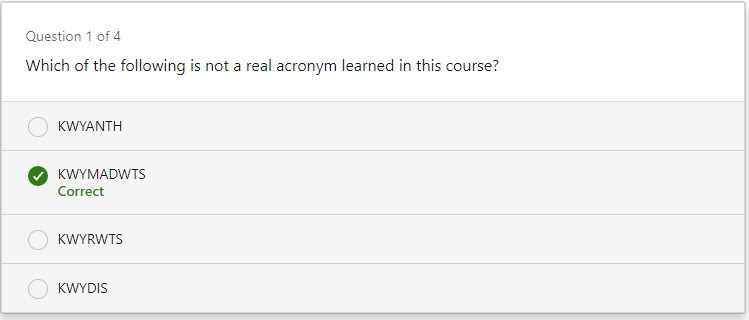 Question 1 of 4
Which of the following is not a real acronym learned in this course?
KWYANTH
KWYMADWTS
Correct
KWYRWTS
KWYDIS